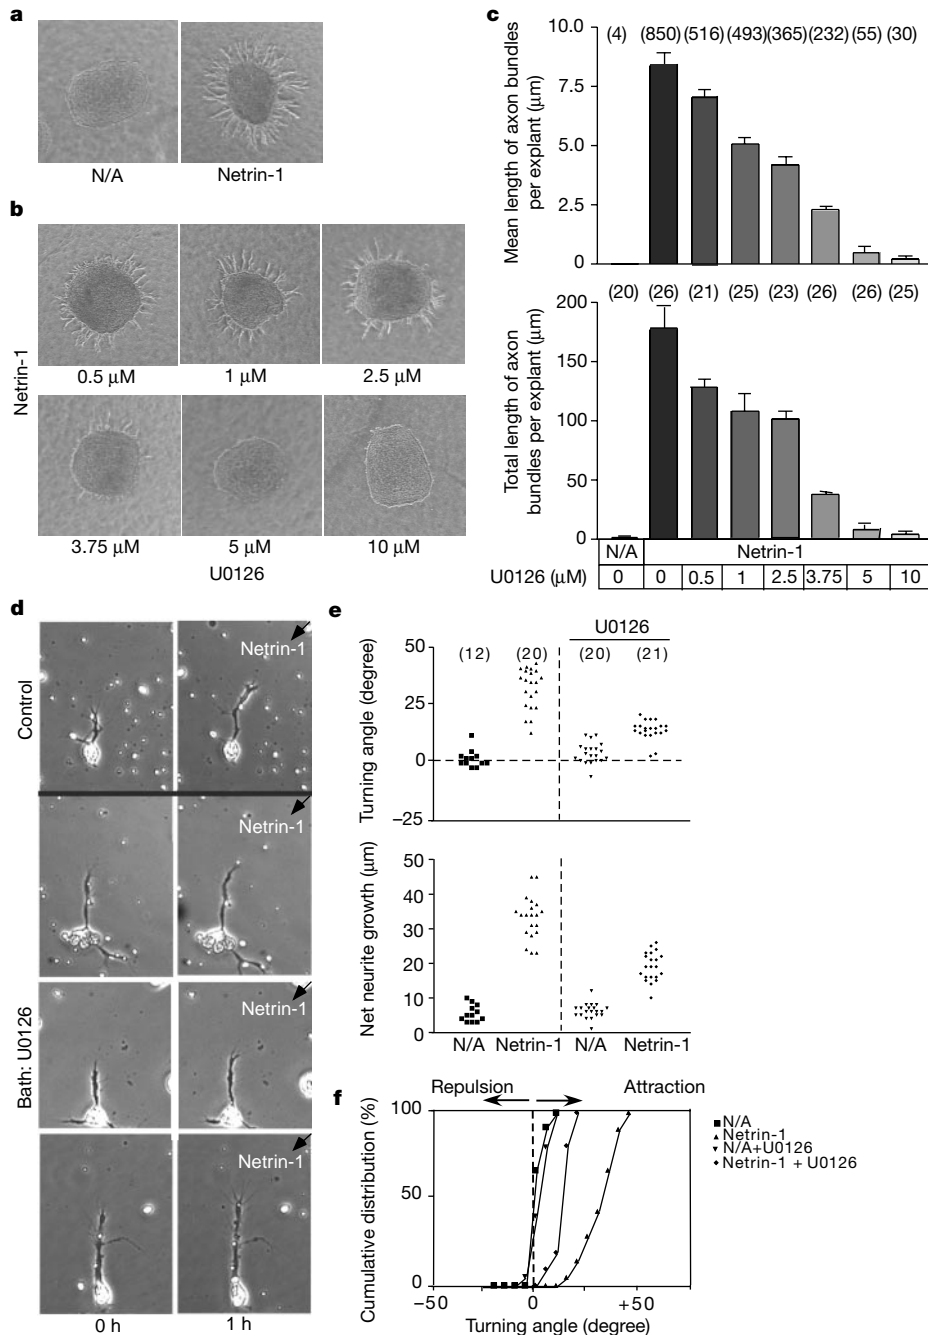 a
N/A
Netrin-1
b
Netrin-1
0.5 µM
1 µM
2.5 µM
3.75 µM
5 µM
10 µM
U0126
c
Mean length of axon bundles
per explant (µm)
10.0
7.5
5.0
2.5
0
(4)
(850)
(516)
(493)
(365)
(232)
(55)
(30)
Total length of axon
bundles per explant (µm)
200
150
100
50
0
(20)
(26)
(21)
(25)
(23)
(26)
(26)
(25)
N/A
Netrin-1
U0126 (µM)
0
0
0.5
1
2.5
3.75
5
10
d
Control
Netrin-1
Bath: U0126
Netrin-1
Netrin-1
Netrin-1
0 h
1 h
e
U0126
Turning angle (degree)
50
25
0
−25
(12)
(20)
(20)
(21)
Net neurite growth (µm)
50
40
30
20
10
0
N/A
Netrin-1
N/A
Netrin-1
f
Repulsion
Attraction
Cumulative distribution (%)
100
50
0
−50
0
+50
Turning angle (degree)
N/A
Netrin-1
N/A+U0126
Netrin-1 + U0126